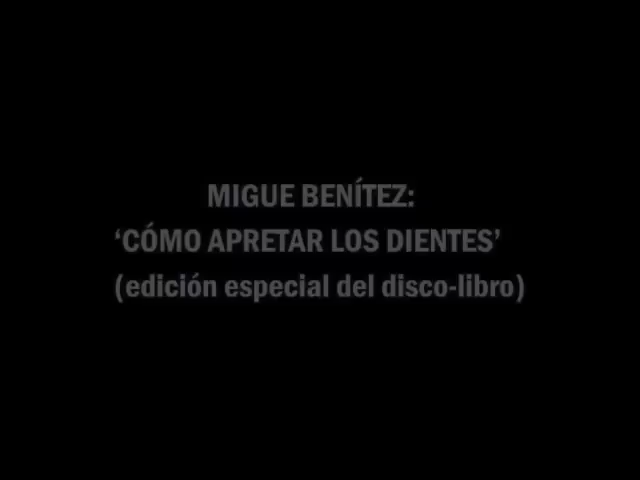 MIGUE BENÍTEZ:
‘CÓMO APRETAR LOS DIENTES’
(edición especial del disco-libro)